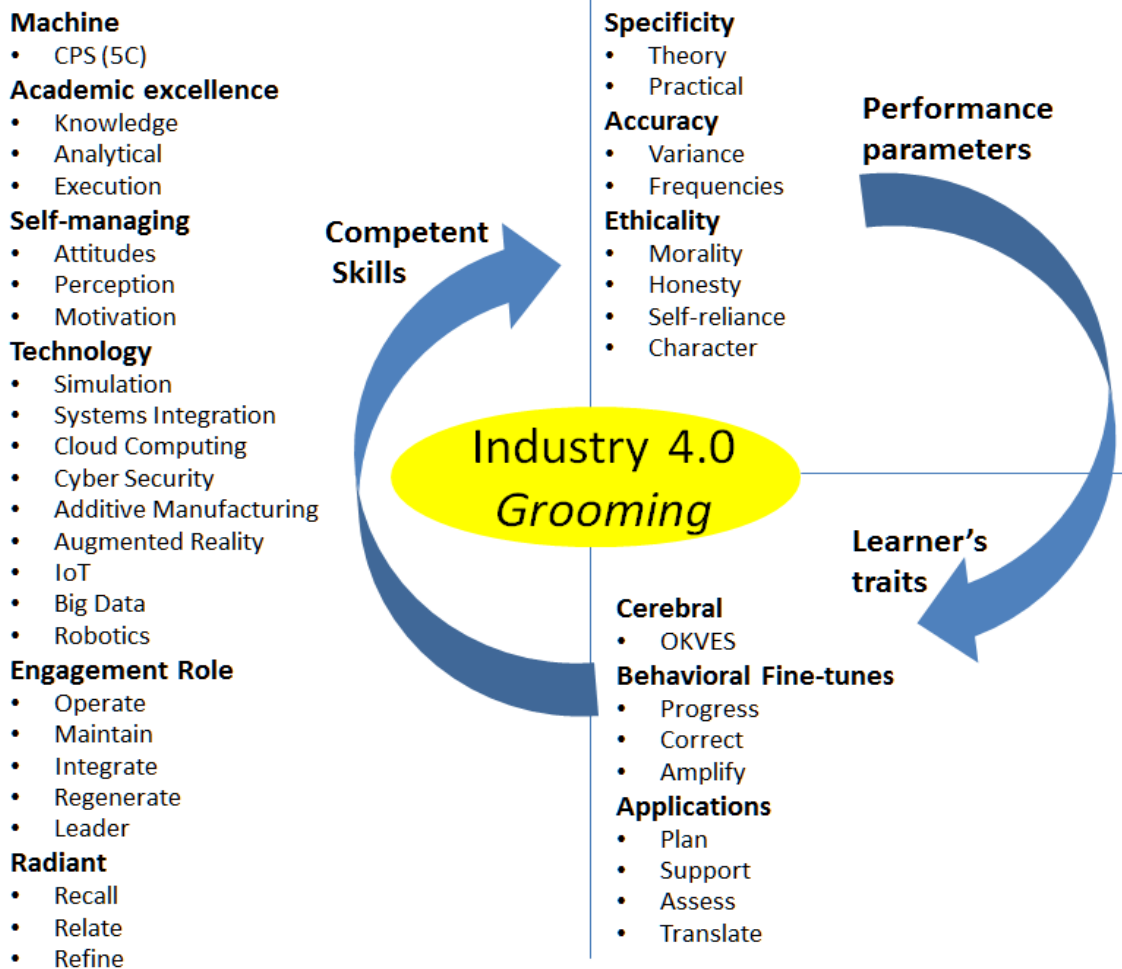 Machine
• CPS (5C)
Academic excellence
• Knowledge
• Analytical
• Execution
Self-managing
• Attitudes
• Perception
• Motivation
Technology
• Simulation
• Systems Integration
• Cloud Computing
• Cyber Security
• Additive Manufacturing
• Augmented Reality
• IoT
• Big Data
• Robotics
Engagement Role
• Operate
• Maintain
• Integrate
• Regenerate
• Leader
Radiant
• Recall
• Relate
• Refine
Competent
Skills
Specificity
• Theory
• Practical
Accuracy
• Variance
• Frequencies
Ethicality
• Morality
• Honesty
• Self-reliance
• Character
Performance
parameters
Industry 4.0
Grooming
Learner’s
traits
Cerebral
• OKVES
Behavioral Fine-tunes
• Progress
• Correct
• Amplify
Applications
• Plan
• Support
• Assess
• Translate